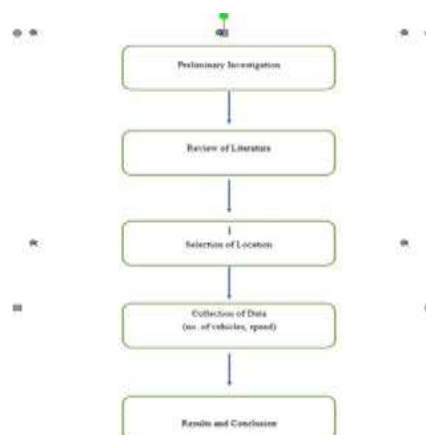 Preliminary Investigation
Review of Literature
Selection of Location
Collection of Data
(no. of vehicles, speed)
Results and Conclusion